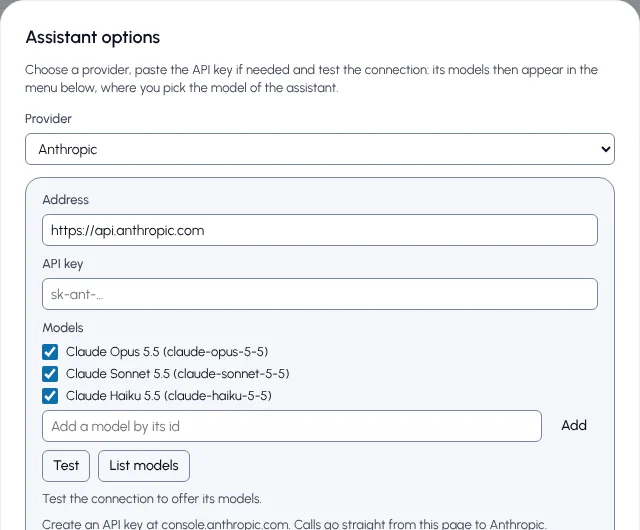 Assistant options
Choose a provider, paste the API key if needed and test the connection: its models then appear in the
menu below, where you pick the model of the assistant.
Provider
Anthropic
Address
https://api.anthropic.com
API key
sk-ant-...
Models
Claude Opus 5.5 (claude-opus-5-5)
Claude Sonnet 5.5 (claude-sonnet-5-5)
Claude Haiku 5.5 (claude-haiku-5-5)
Add a model by its id
Add
Test
List models
Test the connection to offer its models.
Create an API key at console.anthropic.com. Calls go straight from this page to Anthropic.